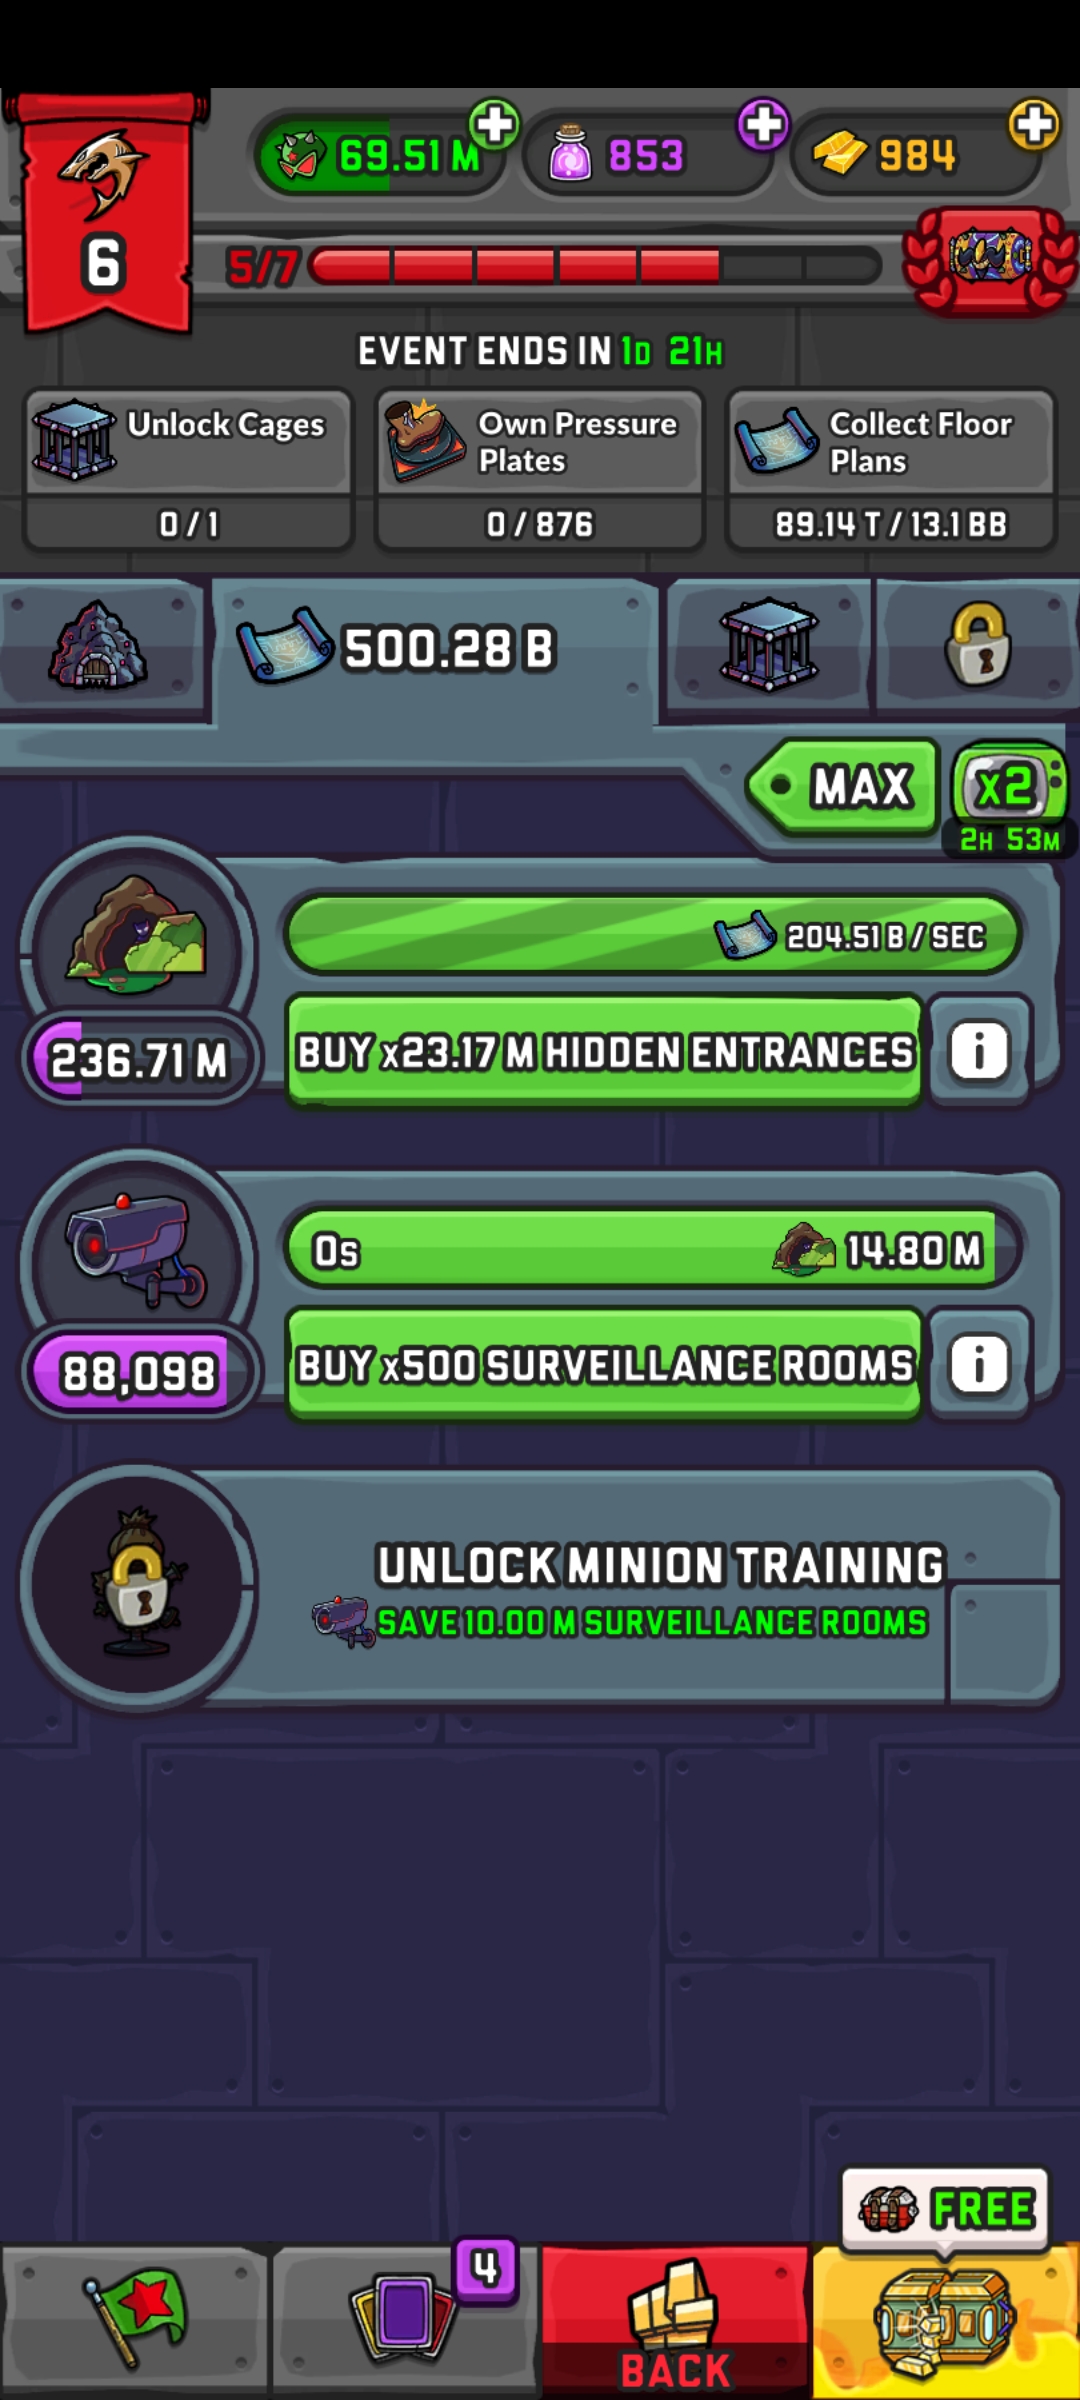 69.51 M
853
984
6
5/7
EVENT ENDS IN 1D 21H
Unlock Cages
0 / 1
Own Pressure
Plates
0 / 876
Collect Floor
Plans
89.14 T / 13.1 BB
500.28 B
MAX
x2
2H 53M
204.51 B / SEC
236.71 M
BUY x23.17 M HIDDEN ENTRANCES
i
0s
14.80 M
88,098
BUY x500 SURVEILLANCE ROOMS
i
UNLOCK MINION TRAINING
SAVE 10.00 M SURVEILLANCE ROOMS
FREE
4
BACK